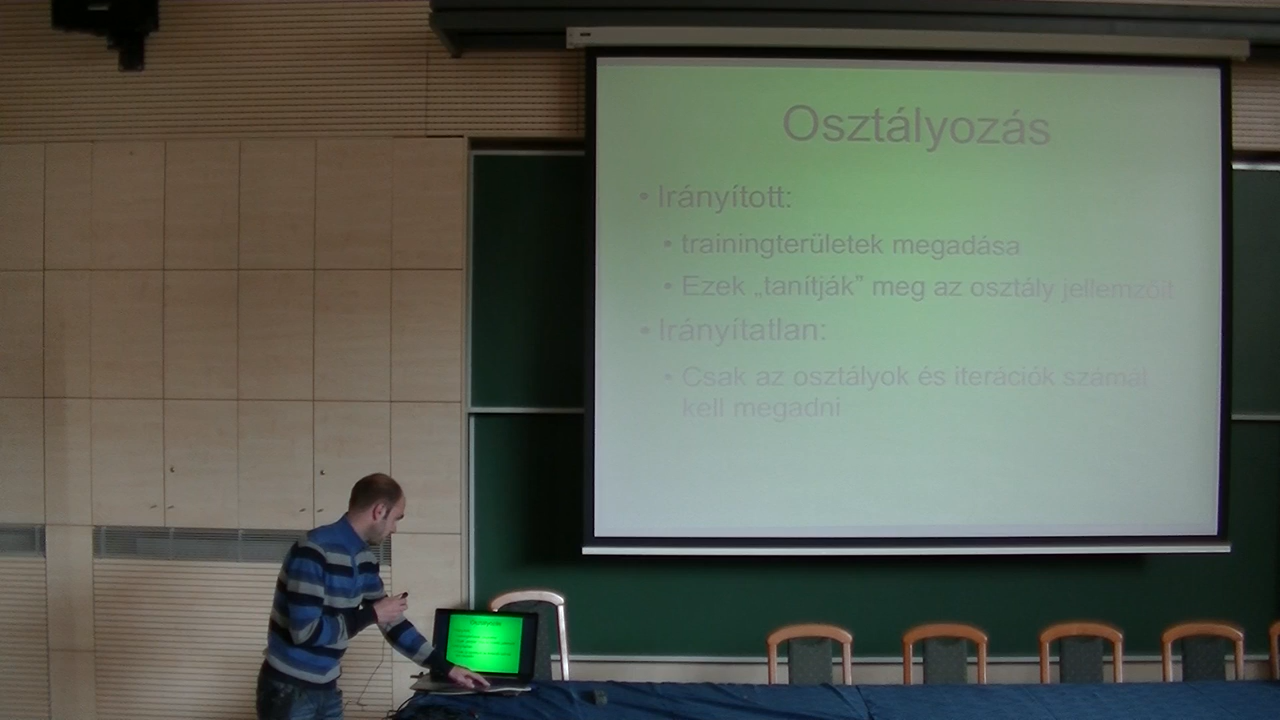 Osztályozás
• Irányított:
• trainingterületek megadása
• Ezek „tanítják” meg az osztály jellemzőit
• Irányítatlan:
• Csak az osztályok és iterációk számát
kell megadni
Osztályozás